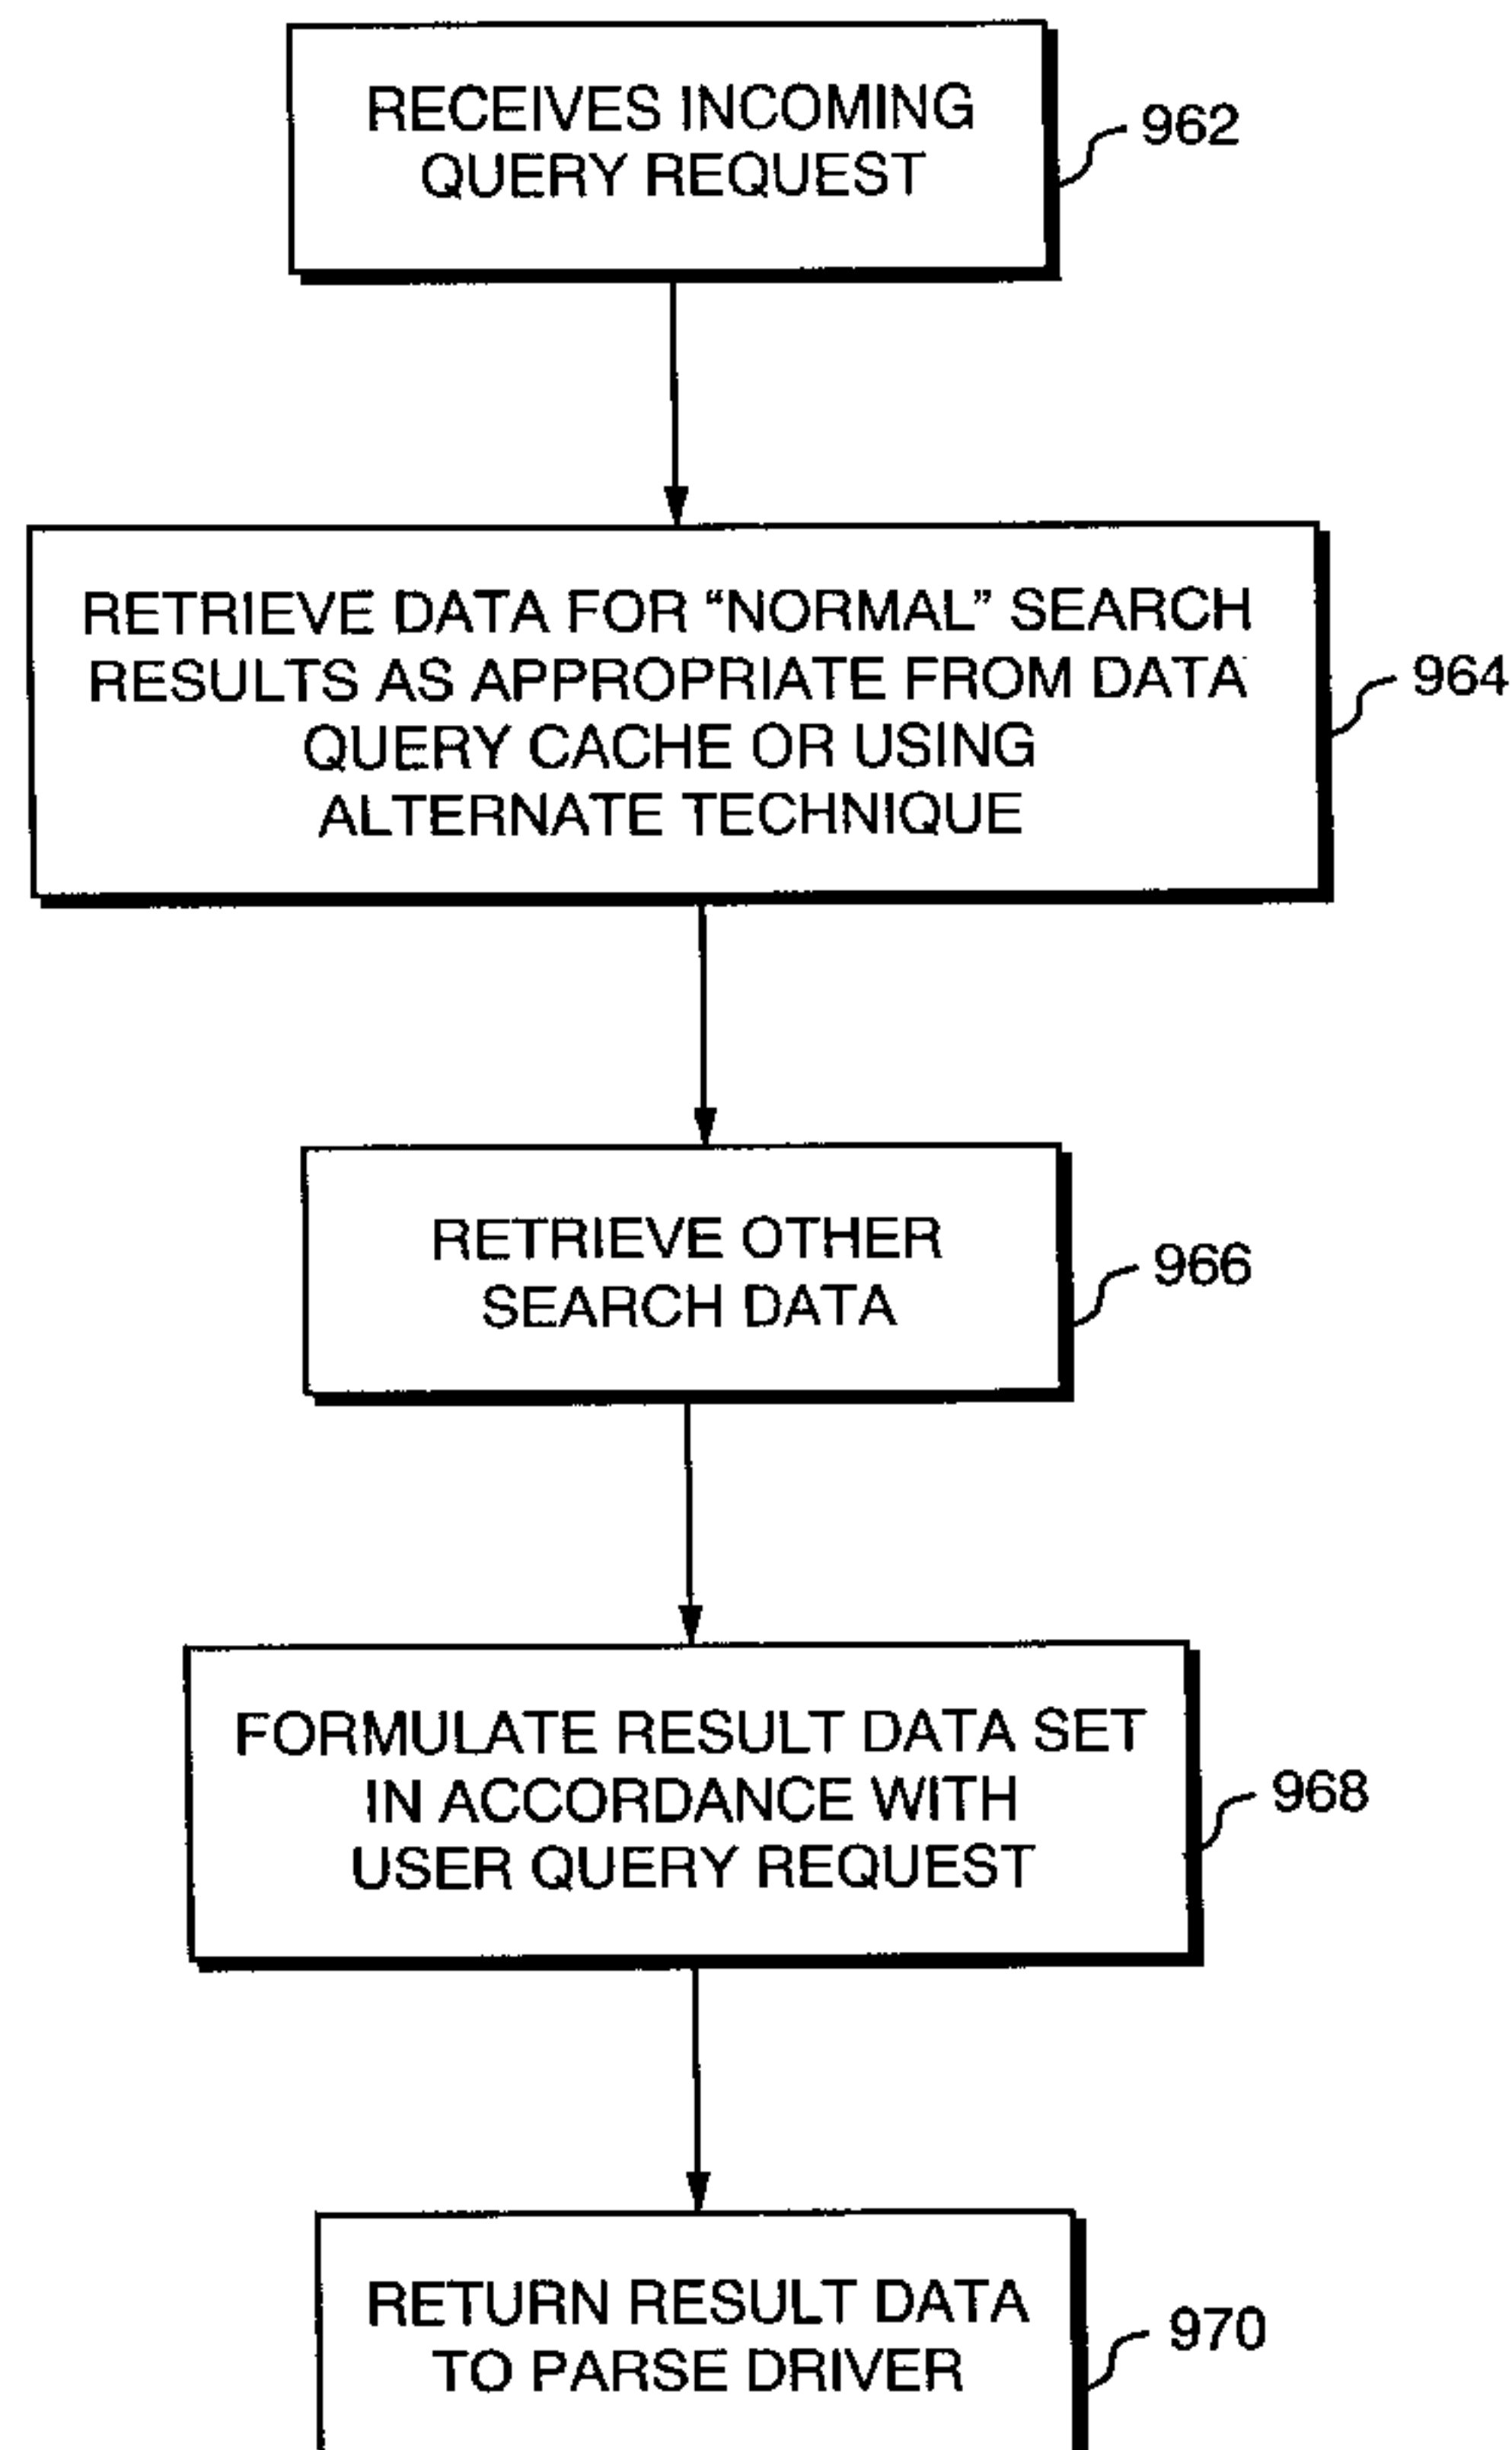 RECEIVES INCOMING
QUERY REQUEST
962
RETRIEVE DATA FOR “NORMAL” SEARCH
RESULTS AS APPROPRIATE FROM DATA
QUERY CACHE OR USING
ALTERNATE TECHNIQUE
964
RETRIEVE OTHER
SEARCH DATA
966
FORMULATE RESULT DATA SET
IN ACCORDANCE WITH
USER QUERY REQUEST
968
RETURN RESULT DATA
TO PARSE DRIVER
970